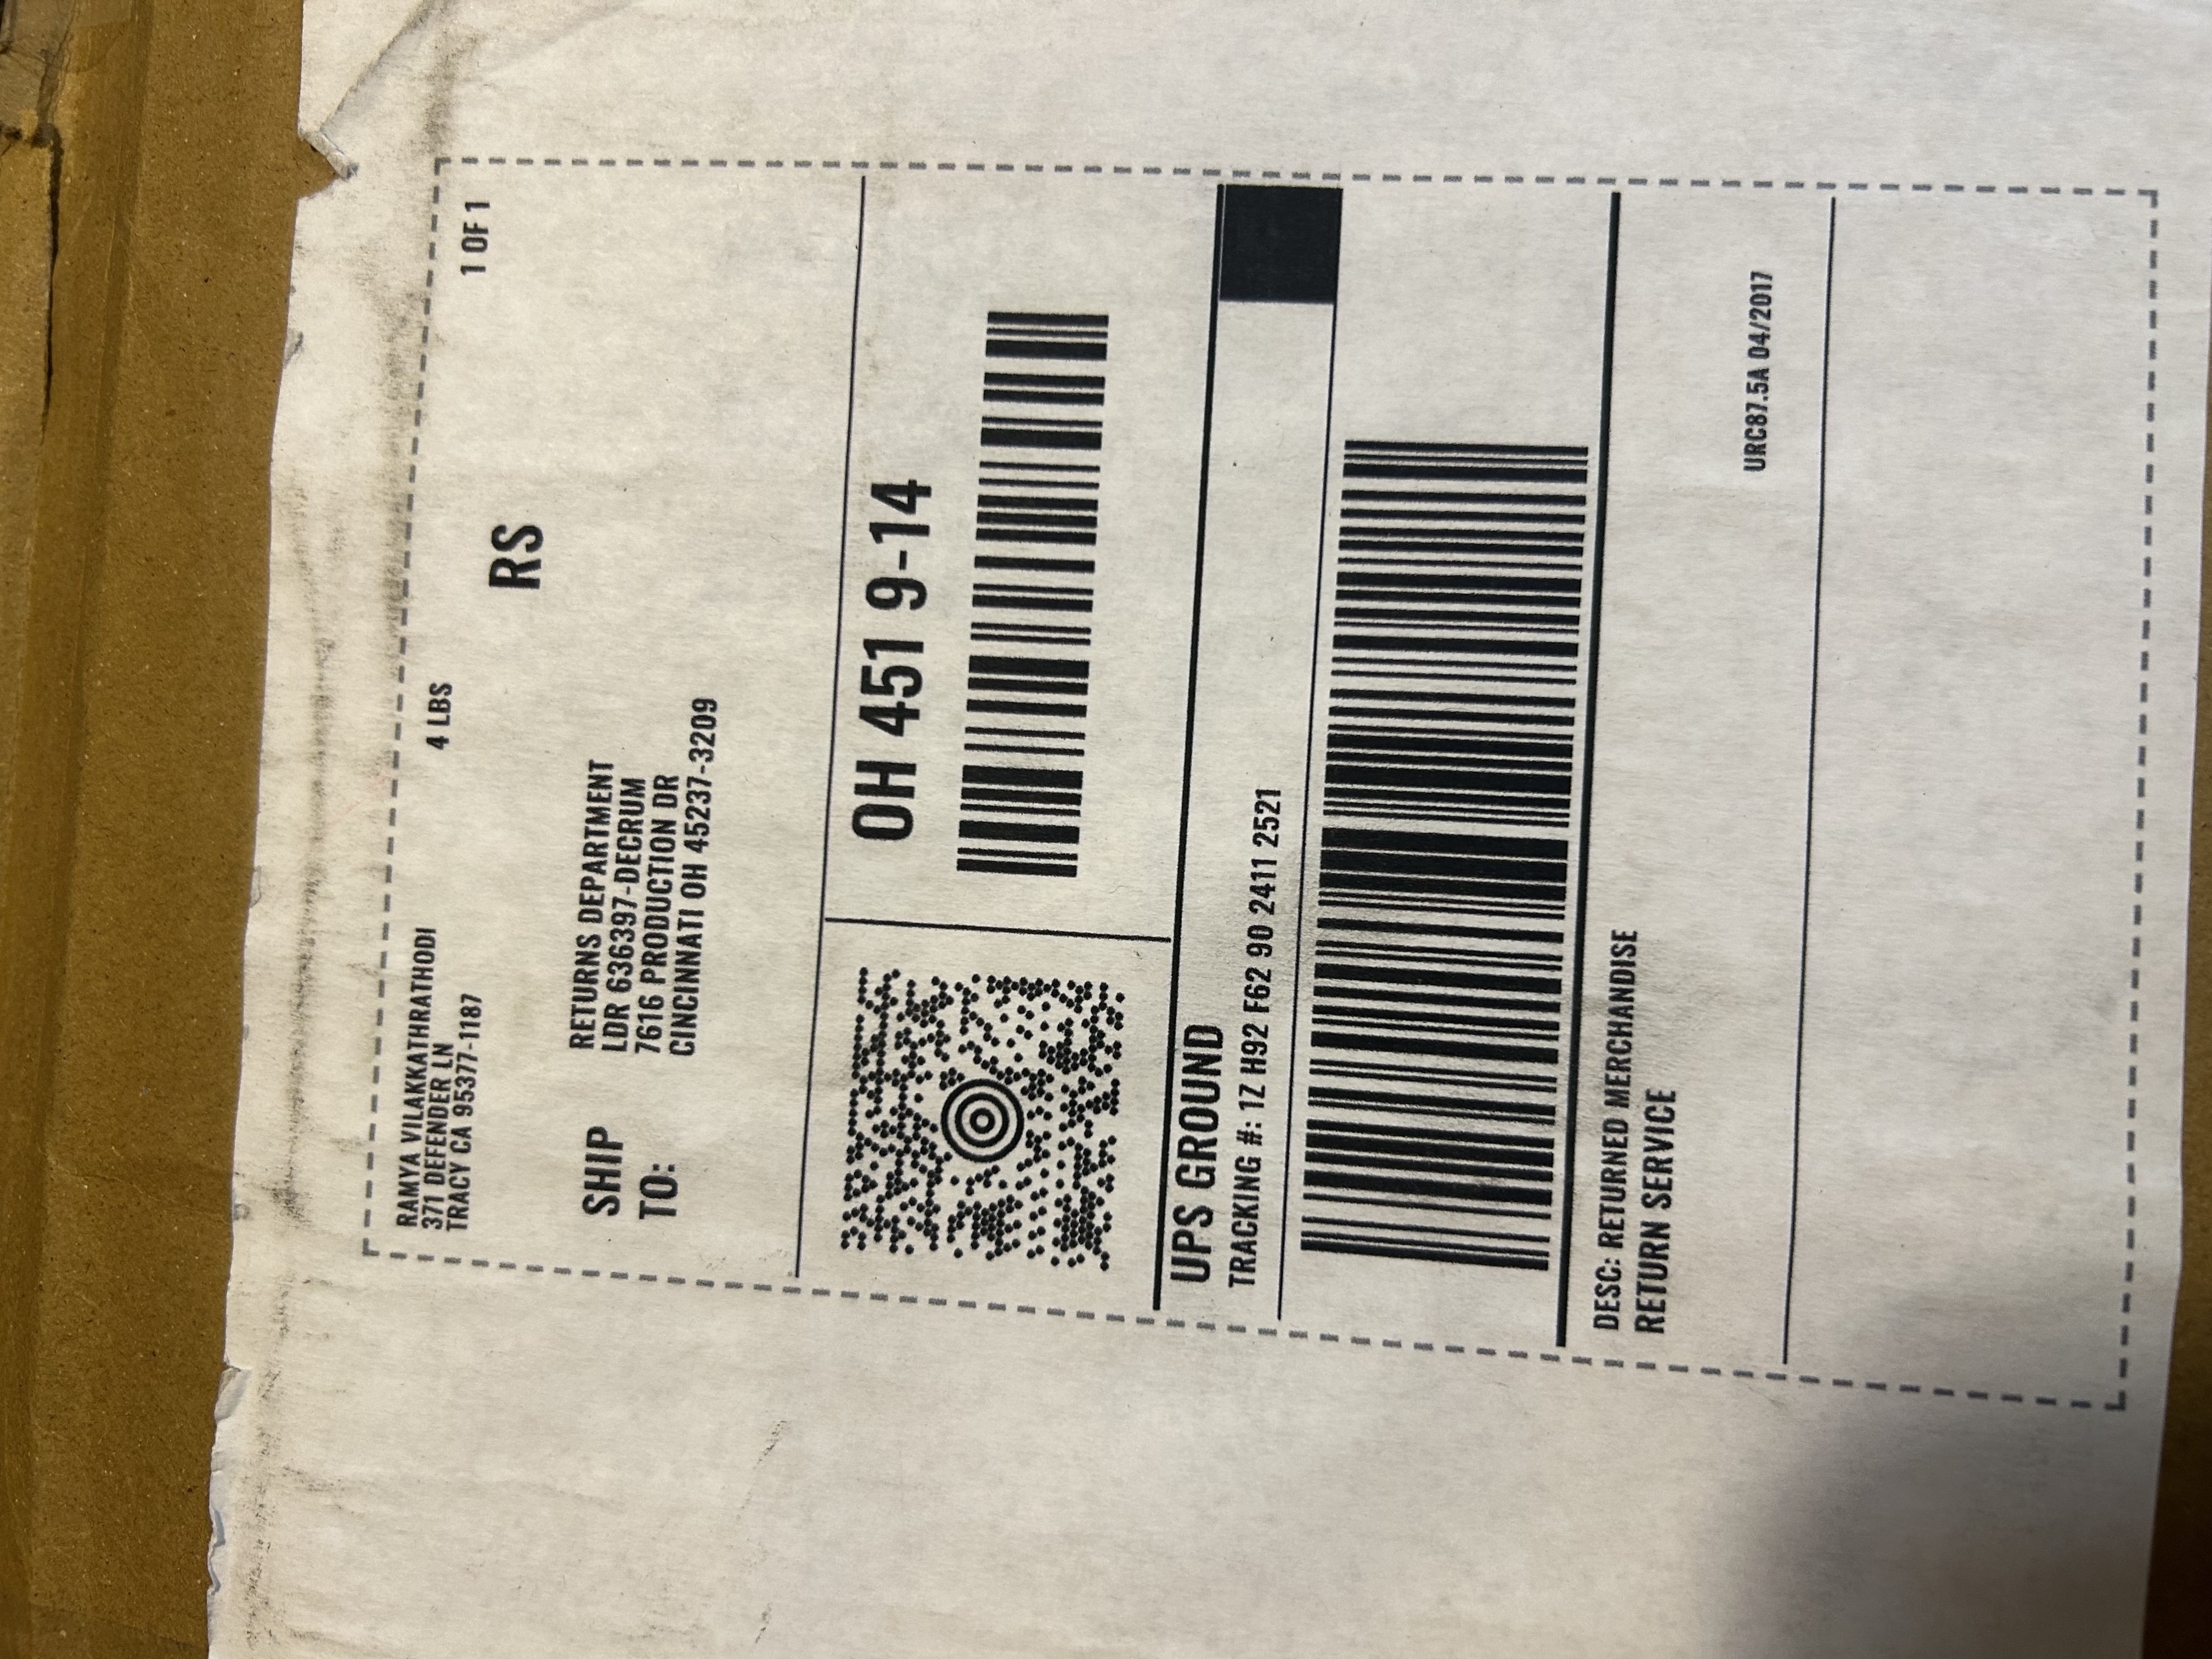 RAMYA VILAKKATHRATHODI
371 DEFENDER LN
TRACY CA 95377-1187
4 LBS
1 OF 1
RS
SHIP
TO:
RETURNS DEPARTMENT
LDR 636397-DECRUM
7616 PRODUCTION DR
CINCINNATI OH 45237-3209
OH 451 9-14
UPS GROUND
TRACKING #: 1Z H92 F62 90 2411 2521
DESC: RETURNED MERCHANDISE
RETURN SERVICE
URC87.5A 04/2017